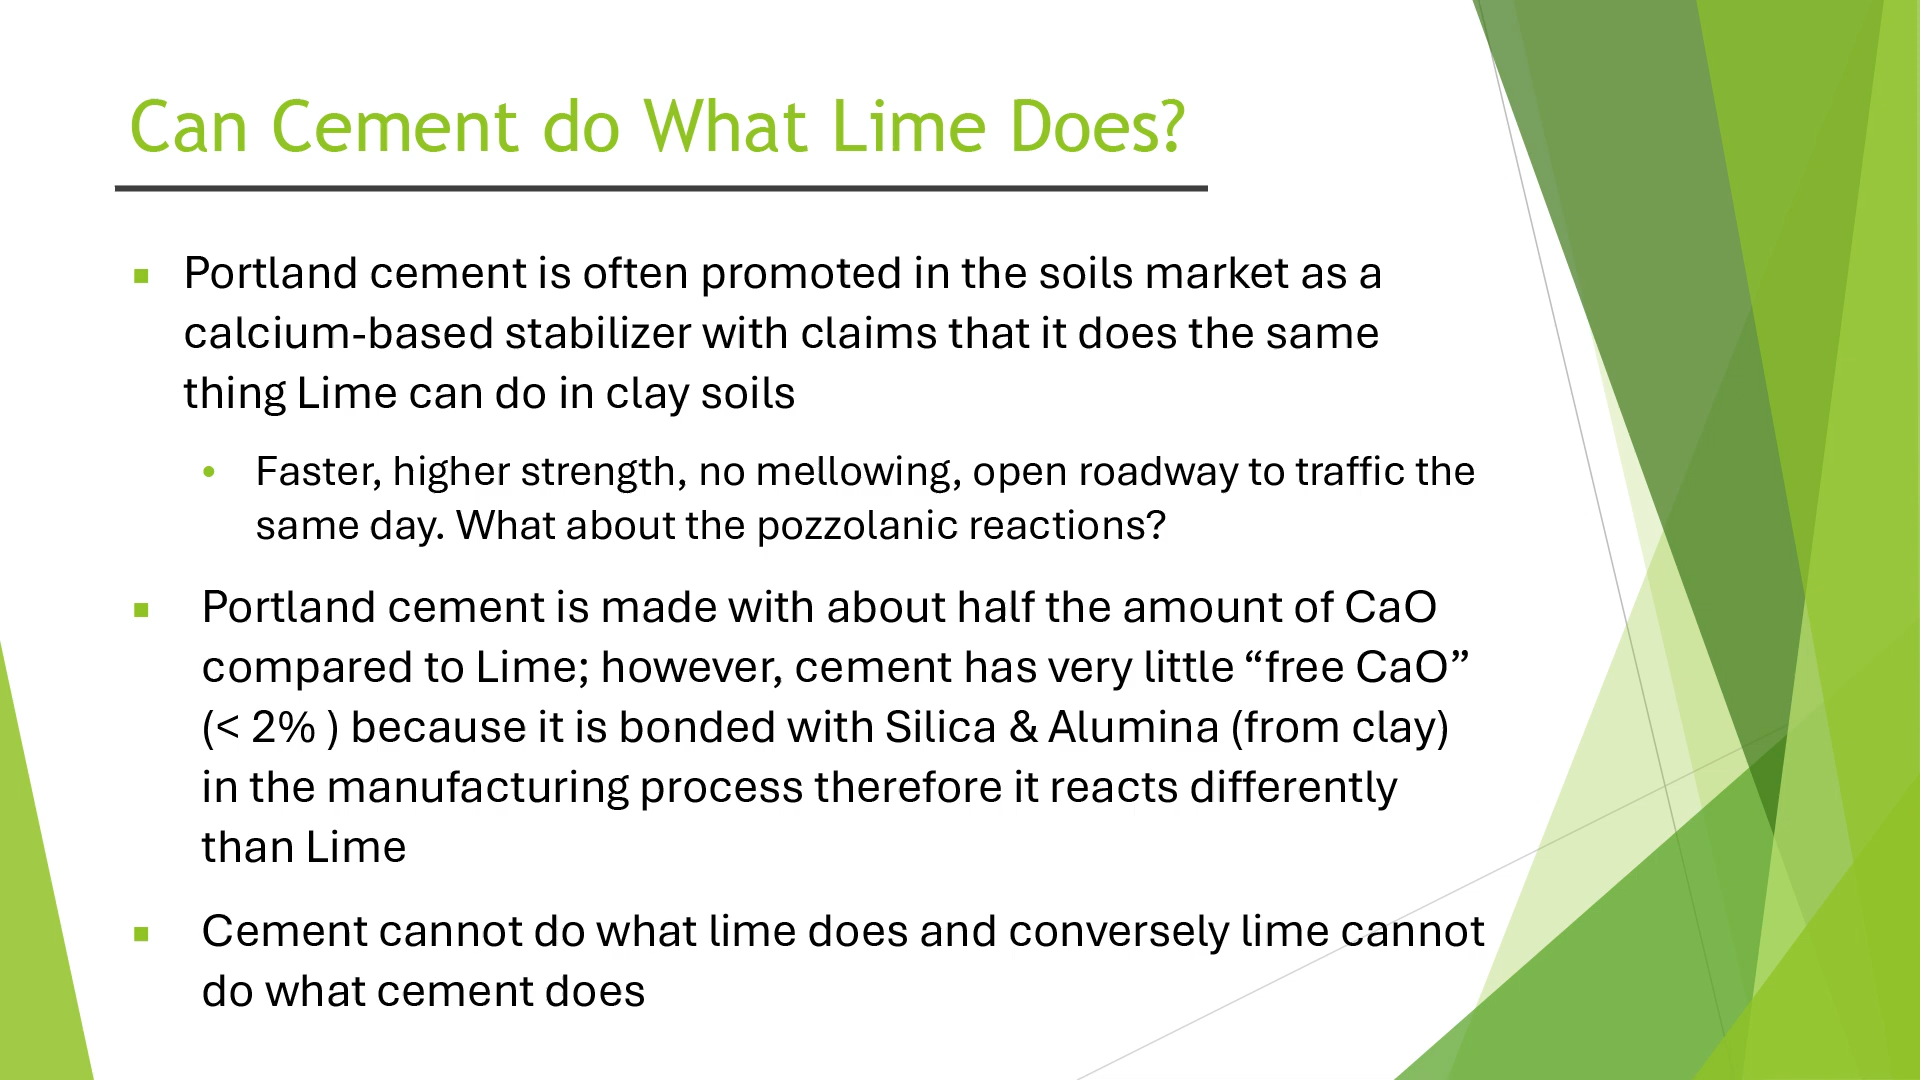 Can Cement do What Lime Does?
▪ Portland cement is often promoted in the soils market as a
calcium-based stabilizer with claims that it does the same
thing Lime can do in clay soils
• Faster, higher strength, no mellowing, open roadway to traffic the
same day. What about the pozzolanic reactions?
▪ Portland cement is made with about half the amount of CaO
compared to Lime; however, cement has very little “free CaO”
(< 2% ) because it is bonded with Silica & Alumina (from clay)
in the manufacturing process therefore it reacts differently
than Lime
▪ Cement cannot do what lime does and conversely lime cannot
do what cement does